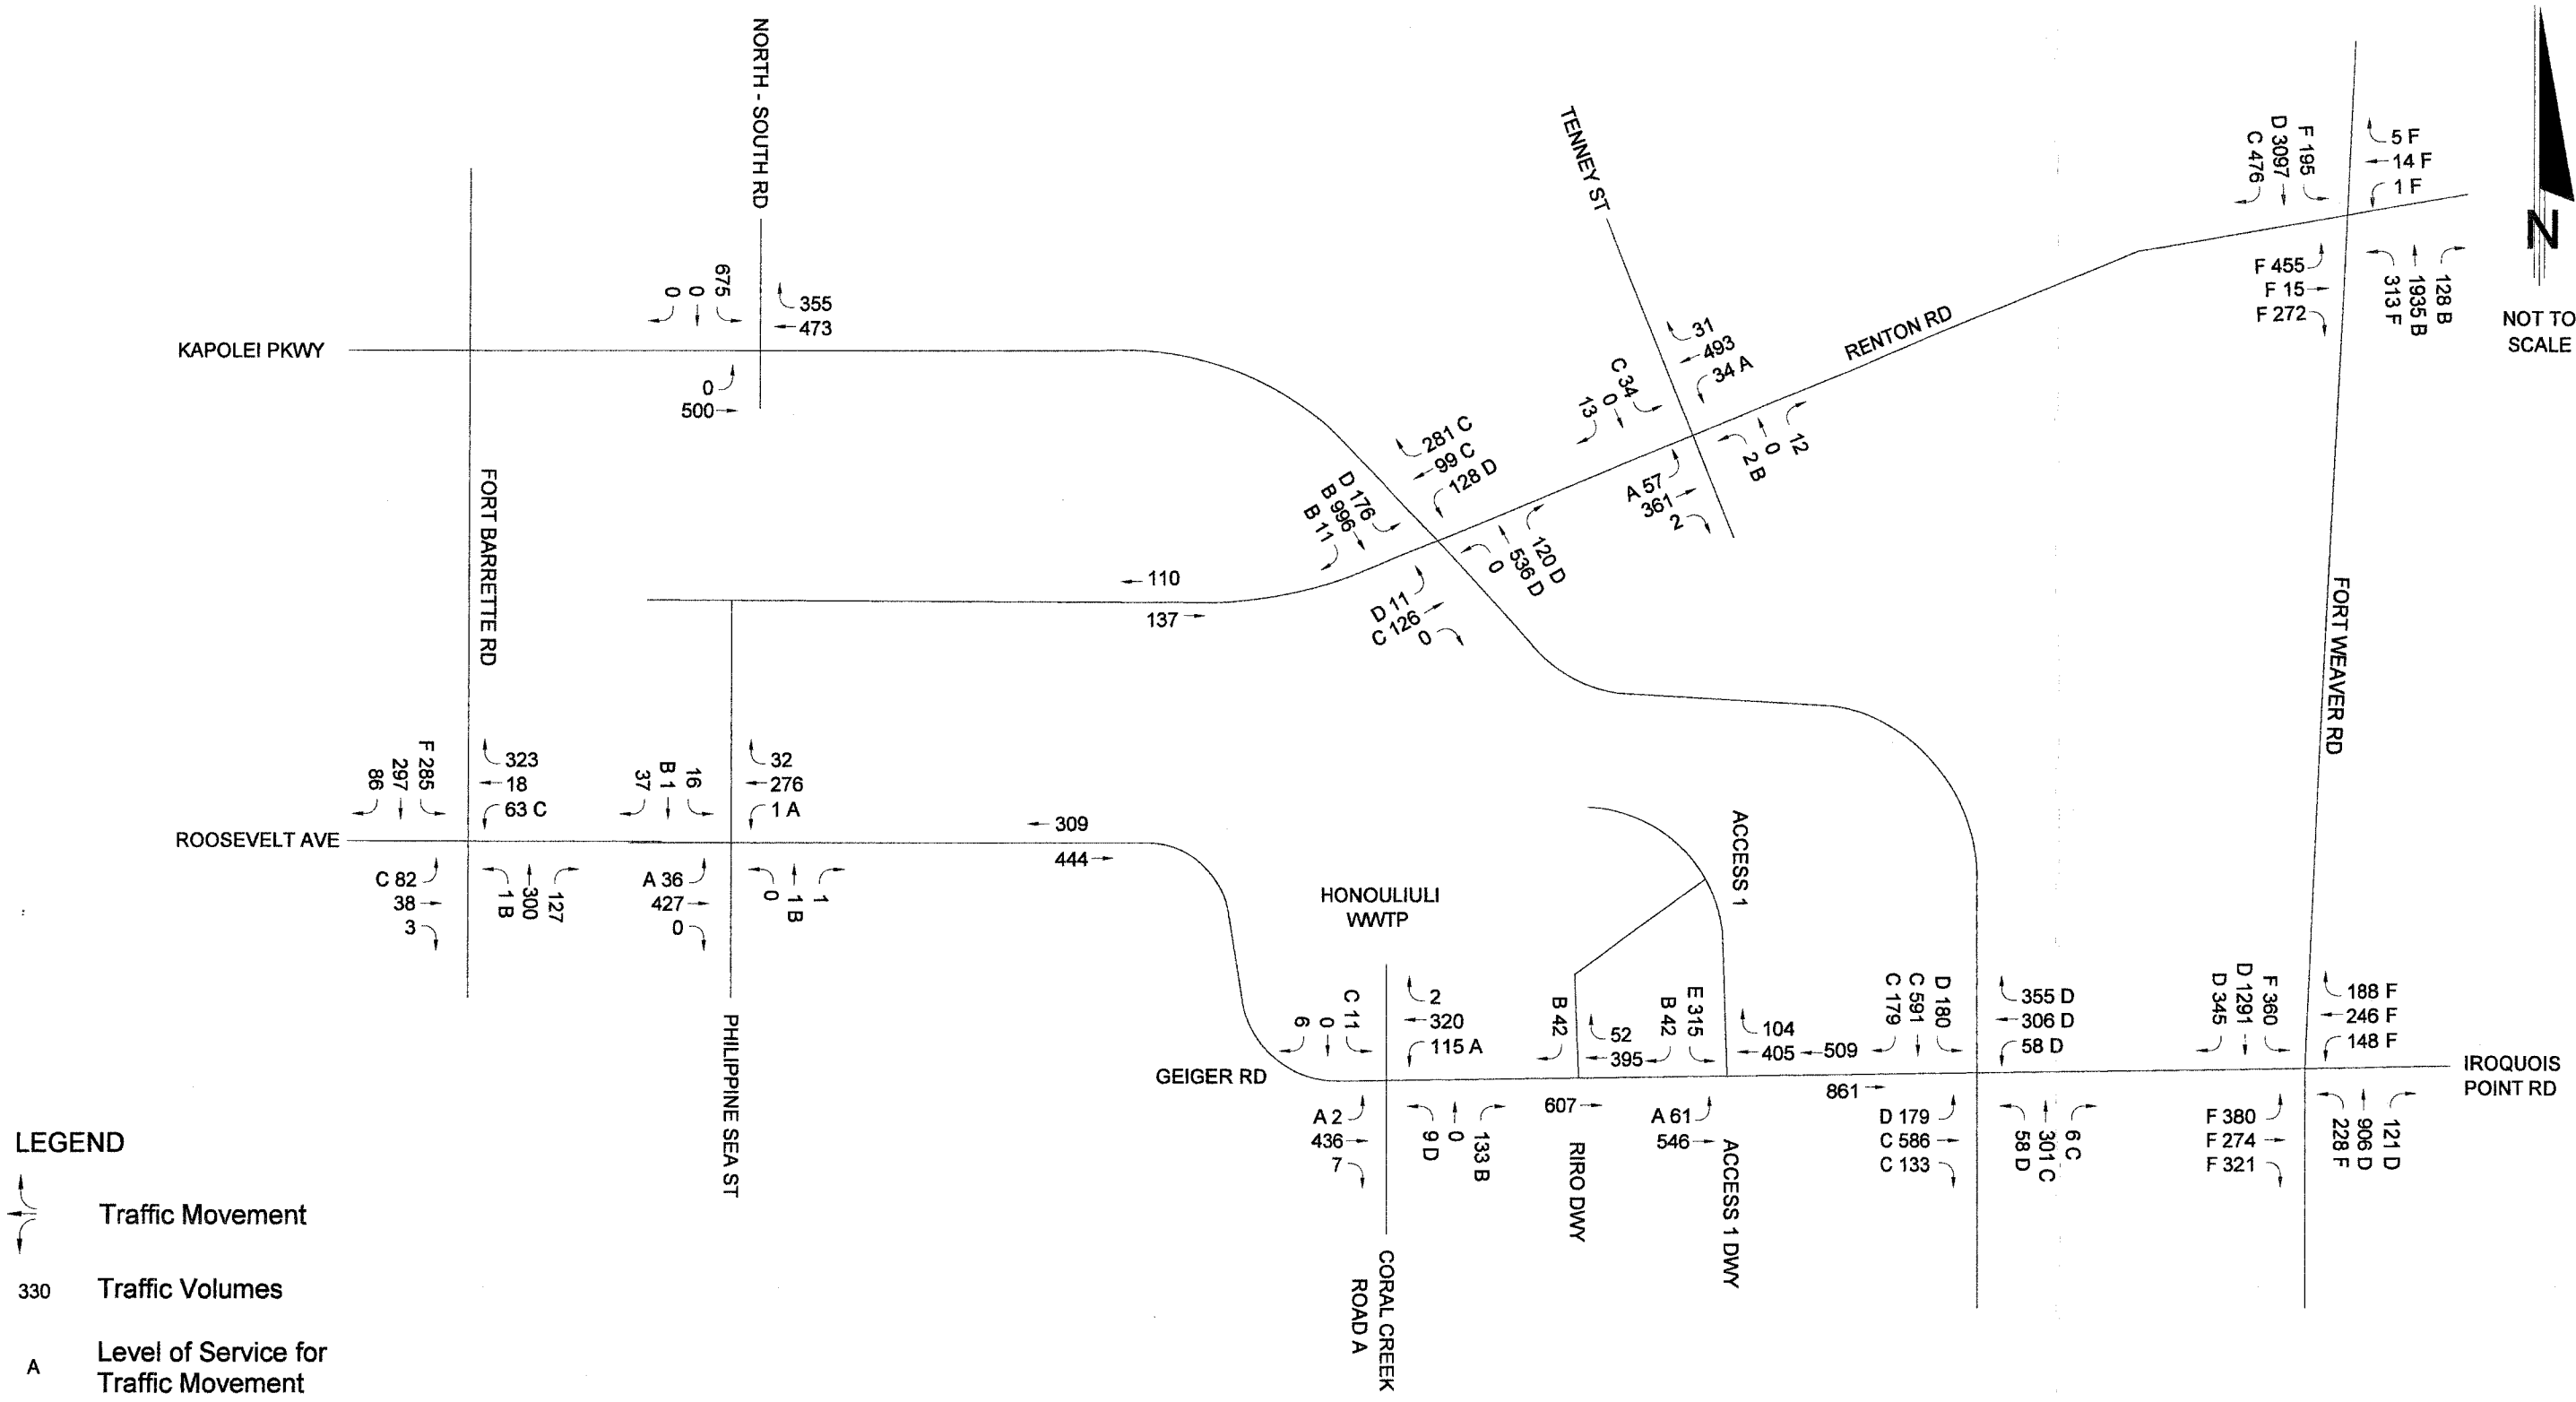 NORTH - SOUTH RD
TENNEY ST
F 195
D 3097
C 476
5 F
14 F
1 F
N
NOT TO
SCALE
F 455
F 15
F 272
128 B
1935 B
313 F
675
0
0
355
473
KAPOLEI PKWY
0
500
RENTON RD
31
493
34 A
C 34
0
13
12
0
2 B
A 57
361
2
281 C
99 C
128 D
D 176
B 996
B 11
120 D
536 D
0
D 11
C 126
0
110
137
FORT BARRETTE RD
FORT WEAVER RD
F 285
297
86
323
18
63 C
16
B 1
37
32
276
1 A
ROOSEVELT AVE
309
444
C 82
38
3
127
300
1 B
A 36
427
0
1
1 B
0
PHILIPPINE SEA ST
HONOULIULI
WWTP
ACCESS 1
C 11
0
6
2
320
115 A
B 42
52
395
E 315
B 42
104
405
509
D 180
C 591
C 179
355 D
306 D
58 D
F 360
D 1291
D 345
188 F
246 F
148 F
GEIGER RD
IROQUOIS
POINT RD
A 2
436
7
133 B
0
9 D
607
A 61
546
861
D 179
C 586
C 133
6 C
301 C
58 D
F 380
F 274
F 321
121 D
906 D
228 F
RIRO DWY
ACCESS 1 DWY
CORAL CREEK
ROAD A
LEGEND
Traffic Movement
330 Traffic Volumes
A Level of Service for
Traffic Movement